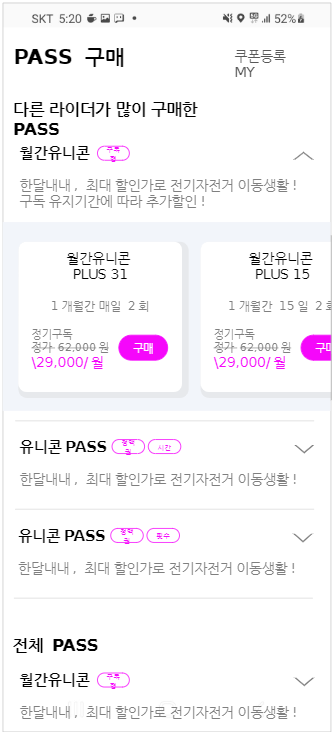 SKT 5:20 52%
PASS 구매
쿠폰등록
MY
다른 라이더가 많이 구매한
PASS
월간유니콘
한달내내 , 최대 할인가로 전기자전거 이동생활 !
구독 유지기간에 따라 추가할인 !
월간유니콘
PLUS 31
1 개월간 매일 2 회
정기구독
정가 62,000 원
\29,000/ 월
구매
월간유니콘
PLUS 15
1 개월간 15 일 2
정기구독
정가 62,000 원
\29,000/ 월
유니콘 PASS 시간
한달내내 , 최대 할인가로 전기자전거 이동생활 !
유니콘 PASS
한달내내 , 최대 할인가로 전기자전거 이동생활 !
전체 PASS
월간유니콘
한달내내 , 최대 할인가로 전기자전거 이동생활 !